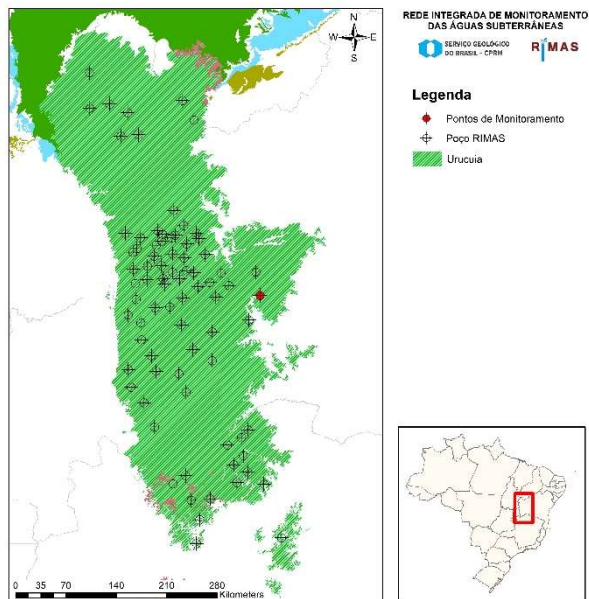 REDE INTEGRADA DE MONITORAMENTO
DAS ÁGUAS SUBTERRÂNEAS
SERVIÇO GEOLÓGICO
DO BRASIL - CPRM
RIMAS
Legenda
Pontos de Monitoramento
Poço RIMAS
Urucuia
N
W E
S
0 35 70 140 210 280
Kilometers